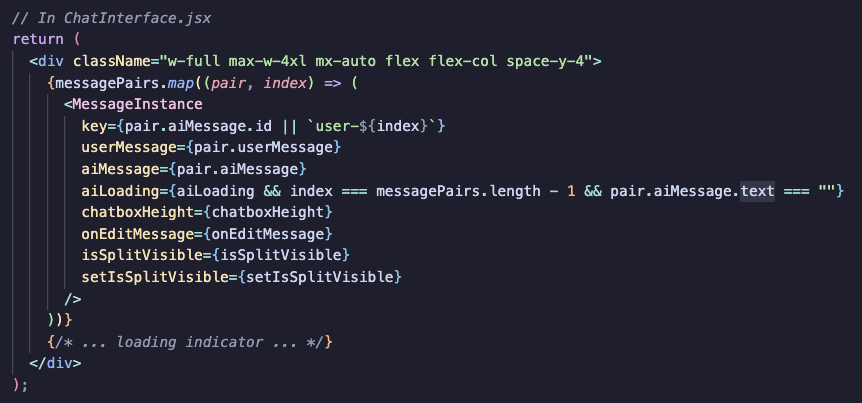 // In ChatInterface.jsx
return (
<div className="w-full max-w-4xl mx-auto flex flex-col space-y-4">
{messagePairs.map((pair, index) => (
<MessageInstance
key={pair.aiMessage.id || `user-${index}`}
userMessage={pair.userMessage}
aiMessage={pair.aiMessage}
aiLoading={aiLoading && index === messagePairs.length - 1 && pair.aiMessage.text === ""}
chatboxHeight={chatboxHeight}
onEditMessage={onEditMessage}
isSplitVisible={isSplitVisible}
setIsSplitVisible={setIsSplitVisible}
/>
))}
{/* ... loading indicator ... */}
</div>
);